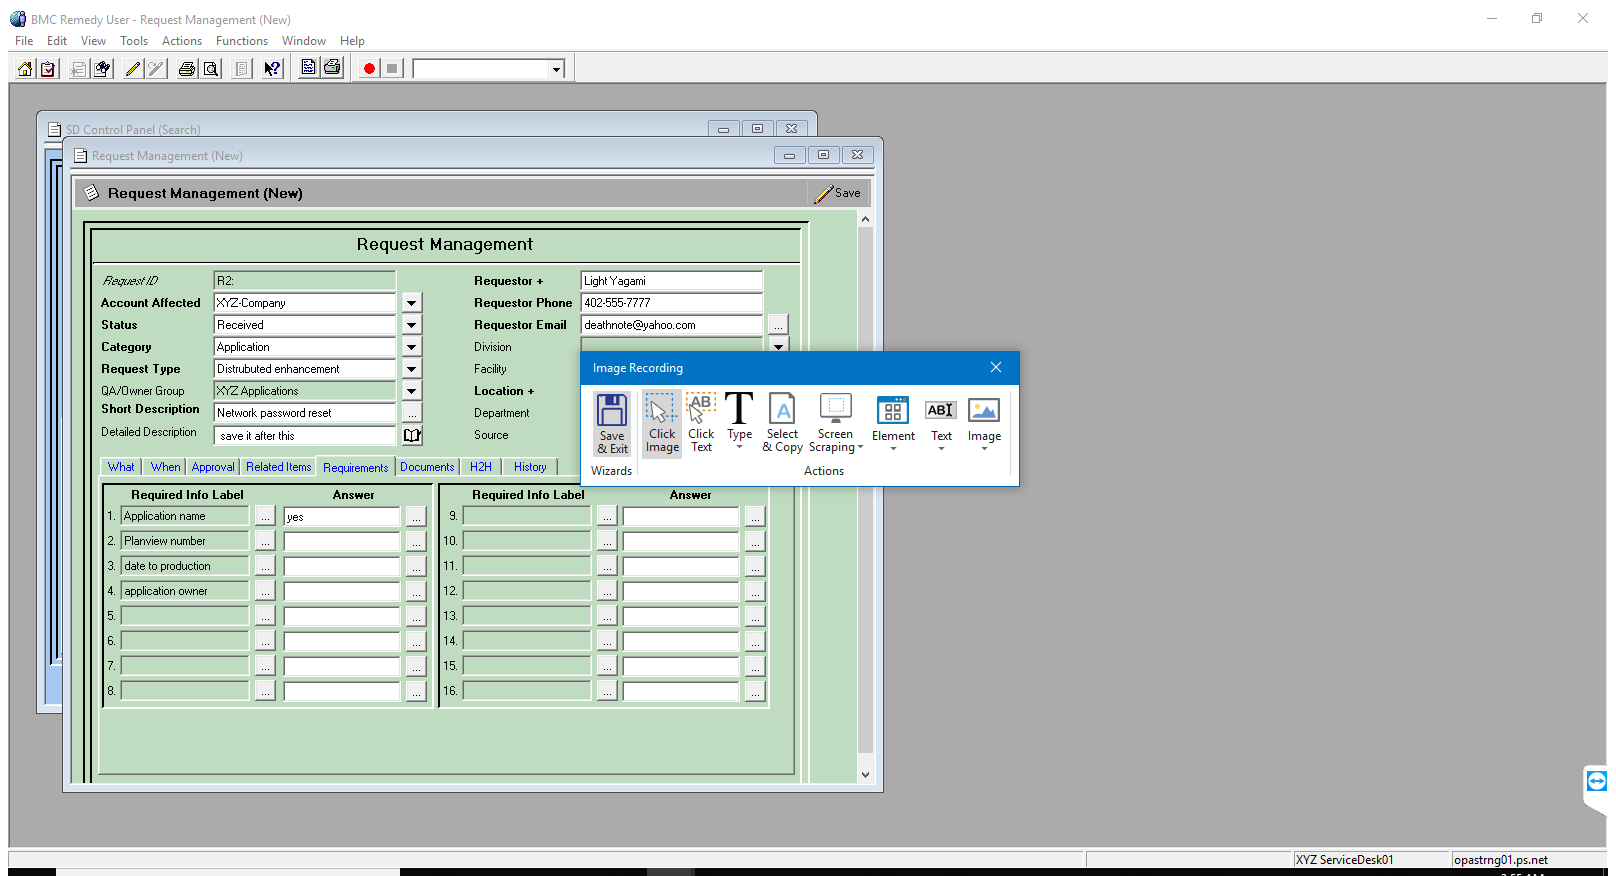 BMC Remedy User - Request Management (New)
File Edit View Tools Actions Functions Window Help
SD Control Panel (Search)
Request Management (New)
Request Management (New)
Save
Request Management
Request ID R2:
Requestor + Light Yagami
Account Affected XYZ-Company
Requestor Phone 402-555-7777
Status Received
Requestor Email deathnote@yahoo.com ...
Category Application
Division
Request Type Distrubuted enhancement
Facility
QA/Owner Group XYZ Applications
Location +
Short Description Network password reset ...
Department
Detailed Description save it after this
Source
Image Recording
Save & Exit
Click Image
Click Text
Type
Select & Copy
Screen Scraping
Element
Text
Image
Wizards
Actions
What When Approval Related Items Requirements Documents H2H History
Required Info Label Answer Required Info Label Answer
1. Application name ... yes ... 9. ... ...
2. Planview number ... ... 10. ... ...
3. date to production ... ... 11. ... ...
4. application owner ... ... 12. ... ...
5. ... ... 13. ... ...
6. ... ... 14. ... ...
7. ... ... 15. ... ...
8. ... ... 16. ... ...
XYZ ServiceDesk01 opastrng01.ps.net